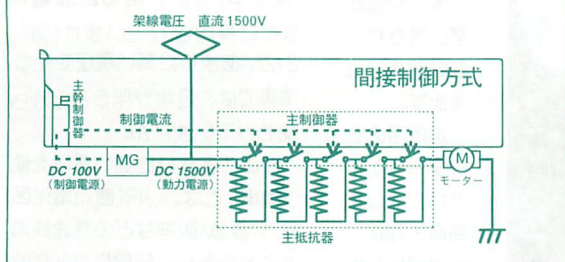 架線電圧 直流1500V
間接制御方式
主幹制御器
制御電流
主制御器
MG
DC 100V
(制御電源)
DC 1500V
(動力電源)
M
モーター
主抵抗器